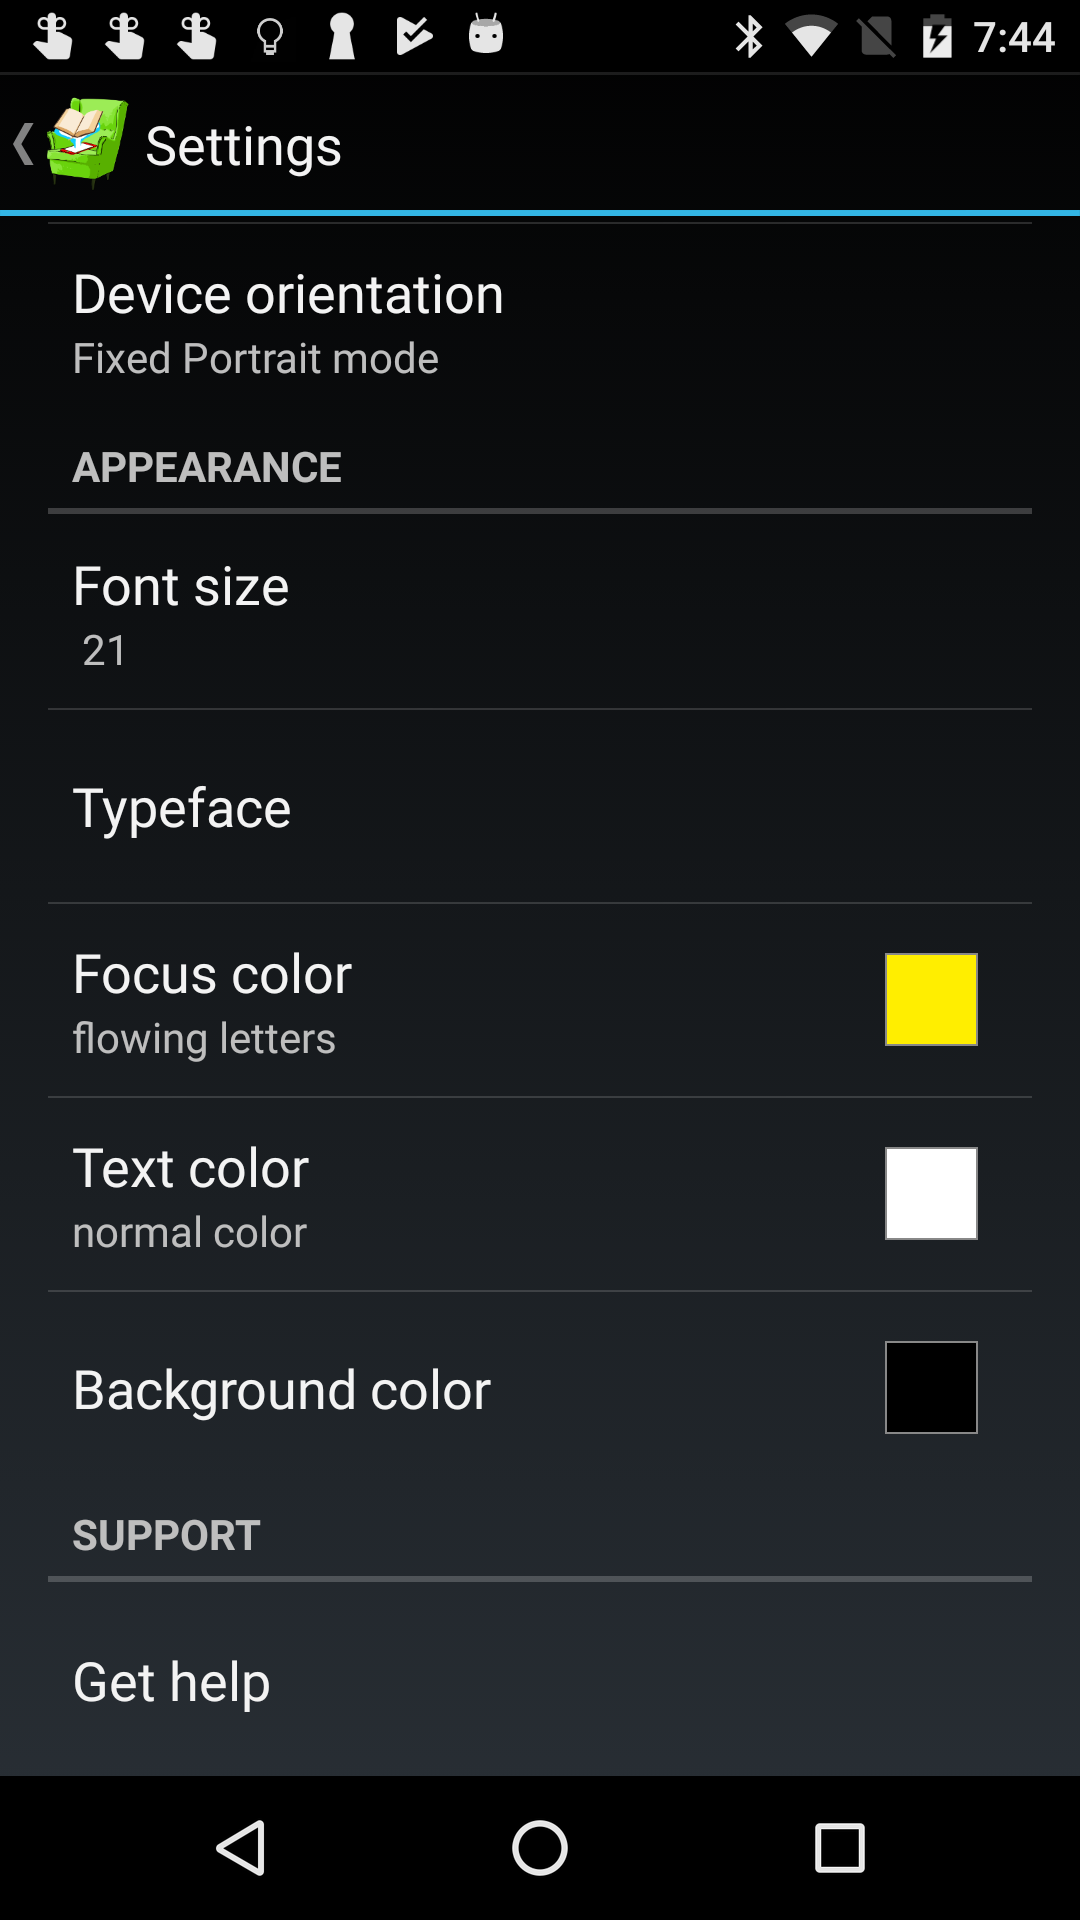 7:44
Settings
Device orientation
Fixed Portrait mode
APPEARANCE
Font size
21
Typeface
Focus color
flowing letters
Text color
normal color
Background color
SUPPORT
Get help